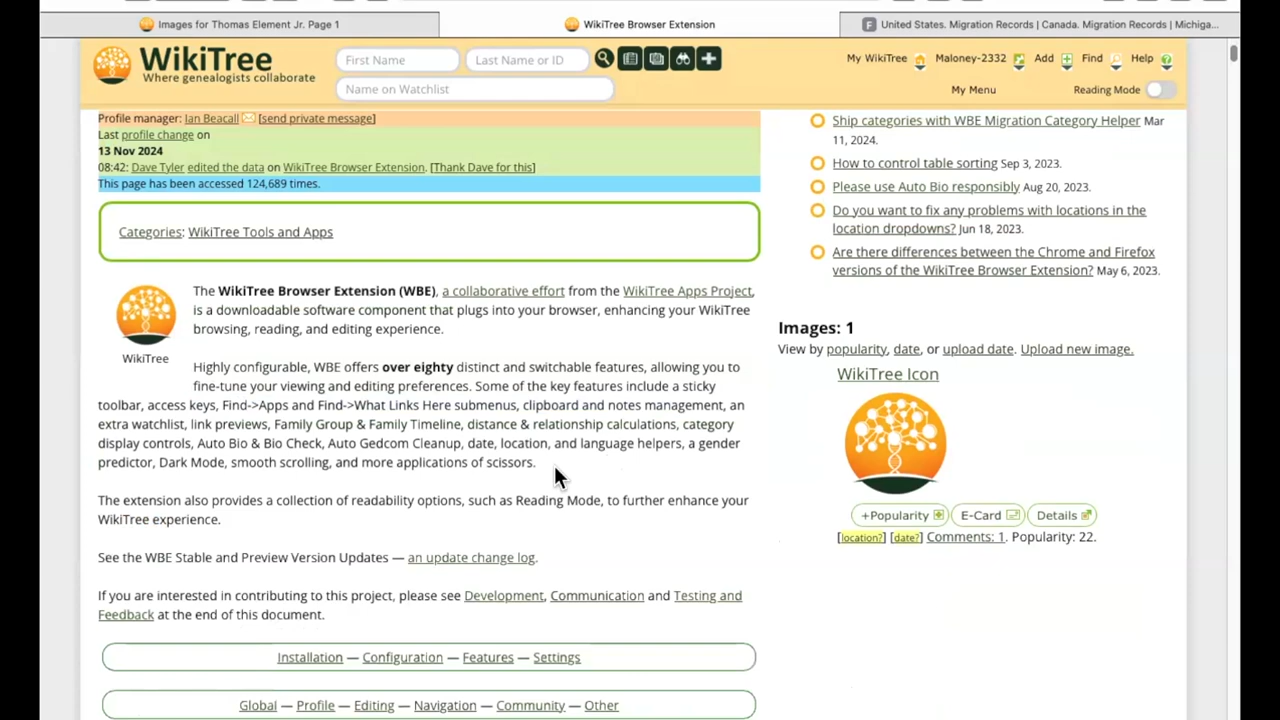 Images for Thomas Element Jr. Page 1
WikiTree Browser Extension
United States. Migration Records | Canada. Migration Records | Michiga...
WikiTree
Where genealogists collaborate
First Name
Last Name or ID
Name on Watchlist
My WikiTree
Maloney-2332
Add
Find
Help
My Menu
Reading Mode
Profile manager: Ian Beacall [send private message]
Last profile change on
13 Nov 2024
08:42: Dave Tyler edited the data on WikiTree Browser Extension. [Thank Dave for this]
This page has been accessed 124,689 times.
Categories: WikiTree Tools and Apps
WikiTree
The WikiTree Browser Extension (WBE), a collaborative effort from the WikiTree Apps Project,
is a downloadable software component that plugs into your browser, enhancing your WikiTree
browsing, reading, and editing experience.
Highly configurable, WBE offers over eighty distinct and switchable features, allowing you to
fine-tune your viewing and editing preferences. Some of the key features include a sticky
toolbar, access keys, Find->Apps and Find->What Links Here submenus, clipboard and notes management, an
extra watchlist, link previews, Family Group & Family Timeline, distance & relationship calculations, category
display controls, Auto Bio & Bio Check, Auto Gedcom Cleanup, date, location, and language helpers, a gender
predictor, Dark Mode, smooth scrolling, and more applications of scissors.
The extension also provides a collection of readability options, such as Reading Mode, to further enhance your
WikiTree experience.
See the WBE Stable and Preview Version Updates — an update change log.
If you are interested in contributing to this project, please see Development, Communication and Testing and
Feedback at the end of this document.
Installation — Configuration — Features — Settings
Global — Profile — Editing — Navigation — Community — Other
Ship categories with WBE Migration Category Helper Mar
11, 2024.
How to control table sorting Sep 3, 2023.
Please use Auto Bio responsibly Aug 20, 2023.
Do you want to fix any problems with locations in the
location dropdowns? Jun 18, 2023.
Are there differences between the Chrome and Firefox
versions of the WikiTree Browser Extension? May 6, 2023.
Images: 1
View by popularity, date, or upload date. Upload new image.
WikiTree Icon
+Popularity
E-Card
Details
[location?] [date?] Comments: 1. Popularity: 22.